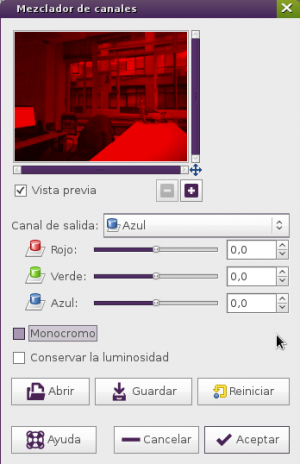 Mezclador de canales
Vista previa
Canal de salida: Azul
Rojo: 0,0
Verde: 0,0
Azul: 0,0
Monocromo
Conservar la luminosidad
Abrir Guardar Reiniciar
Ayuda Cancelar Aceptar